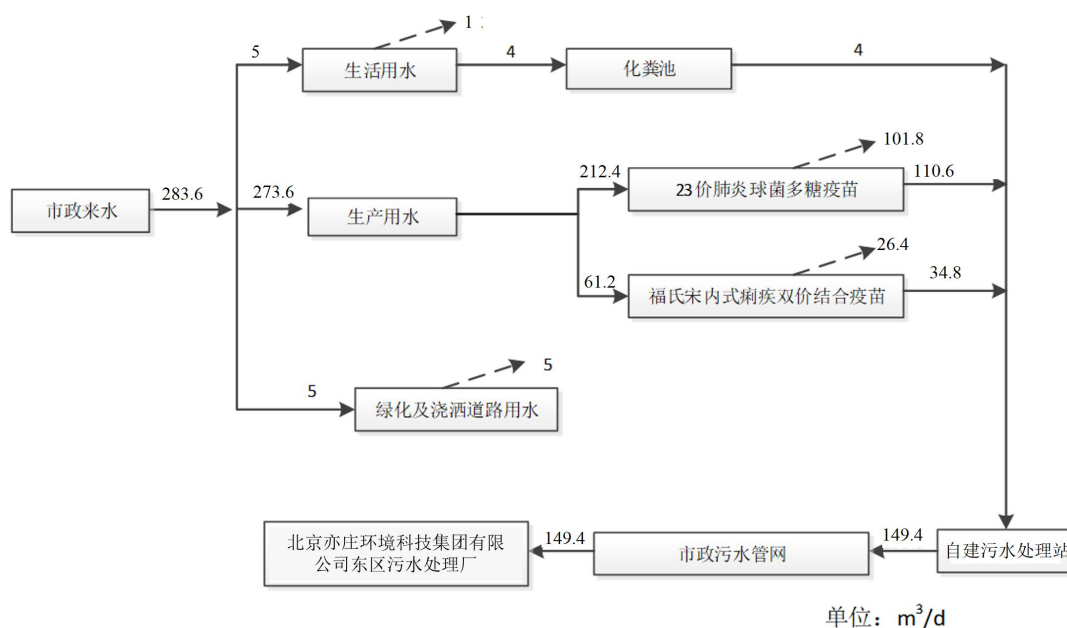 1
5
生活用水
4
化粪池
4
101.8
212.4
23价肺炎球菌多糖疫苗
110.6
市政来水
283.6
273.6
生产用水
26.4
61.2
福氏宋内式痢疾双价结合疫苗
34.8
5
5
绿化及浇洒道路用水
北京亦庄环境科技集团有限
公司东区污水处理厂
149.4
市政污水管网
149.4
自建污水处理站
单位：m³/d